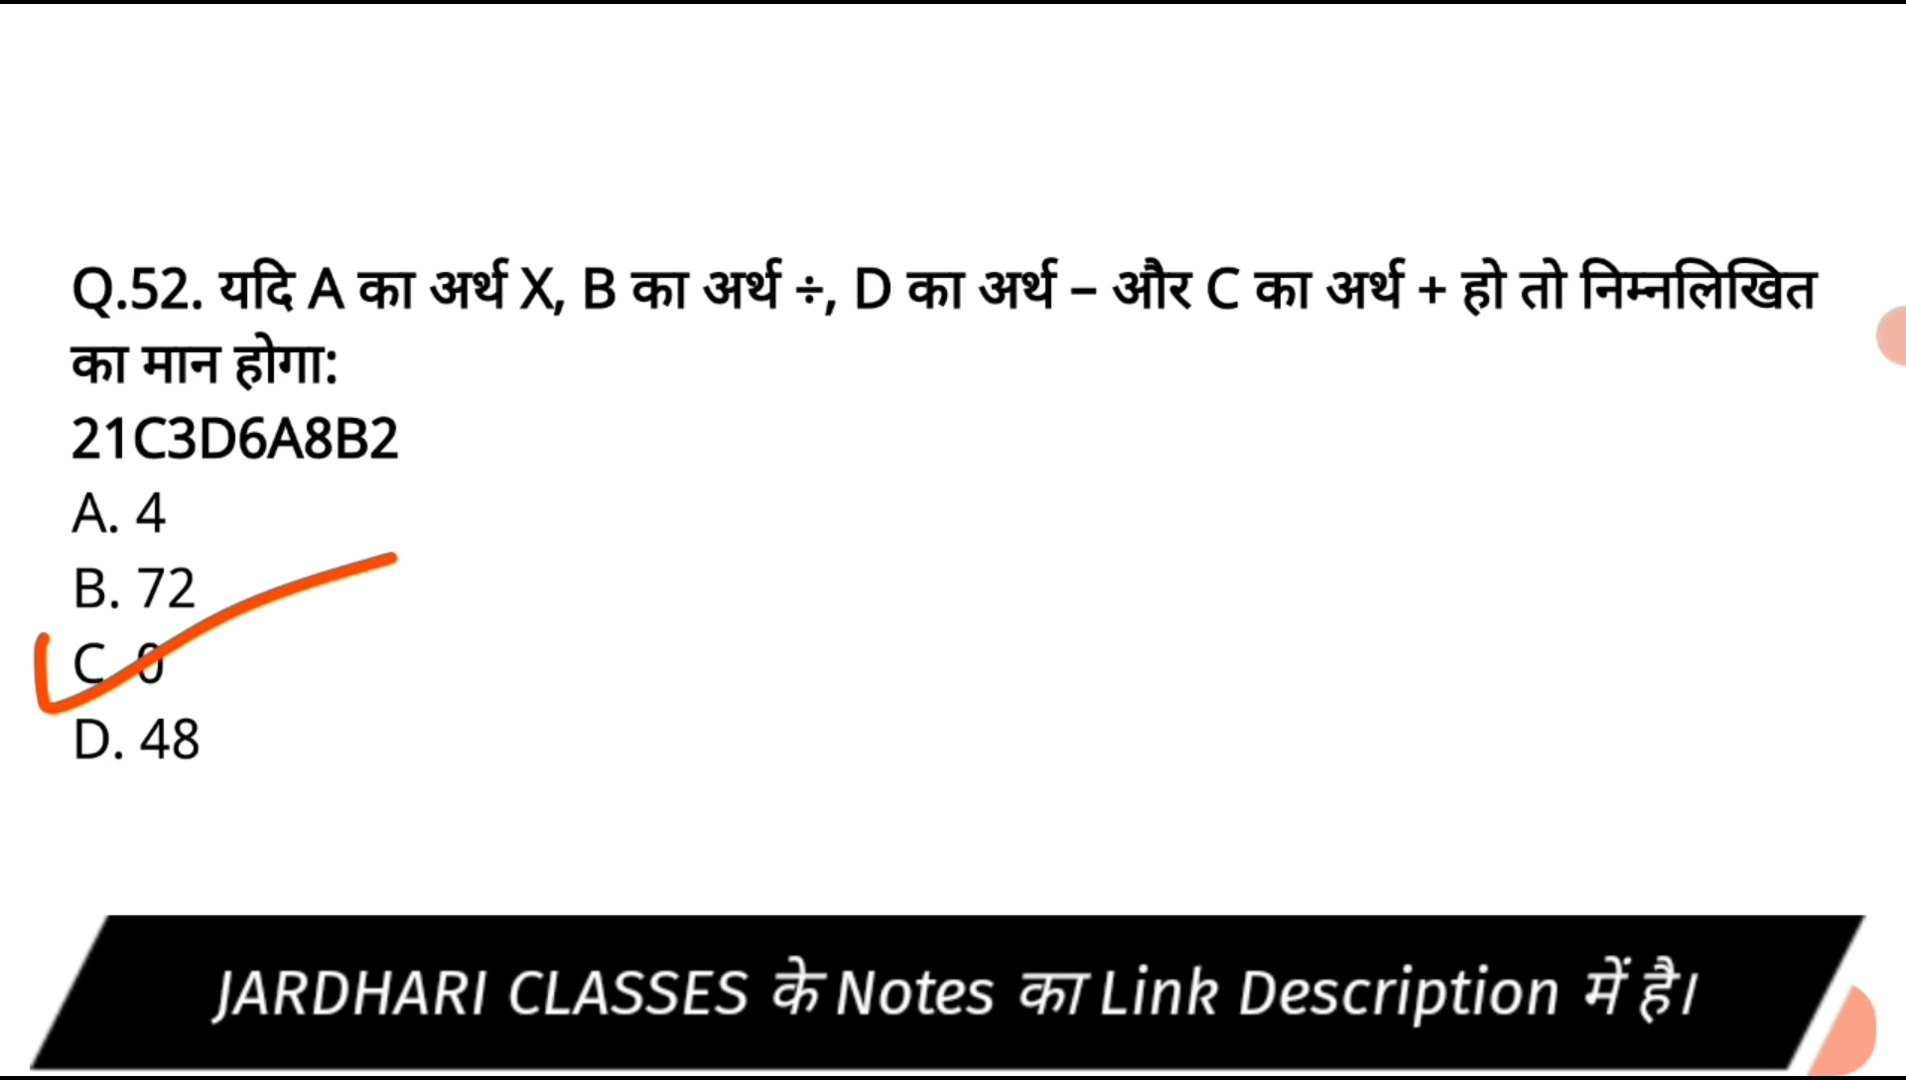 Q.52. यदि A का अर्थ X, B का अर्थ ÷, D का अर्थ – और C का अर्थ + हो तो निम्नलिखित
का मान होगा:
21C3D6A8B2
A. 4
B. 72
C 0
D. 48
JARDHARI CLASSES के Notes का Link Description में है।